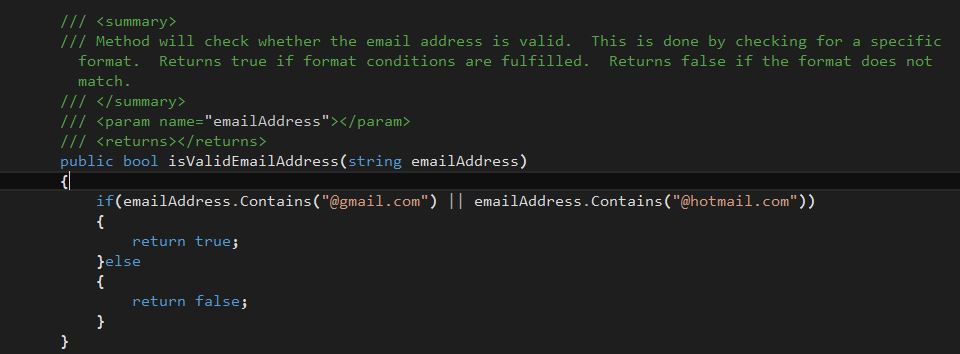 /// <summary>
/// Method will check whether the email address is valid.  This is done by checking for a specific
format.  Returns true if format conditions are fulfilled.  Returns false if the format does not
match.
/// </summary>
/// <param name="emailAddress"></param>
/// <returns></returns>
public bool isValidEmailAddress(string emailAddress)
{
if(emailAddress.Contains("@gmail.com") || emailAddress.Contains("@hotmail.com"))
{
return true;
}else
{
return false;
}
}